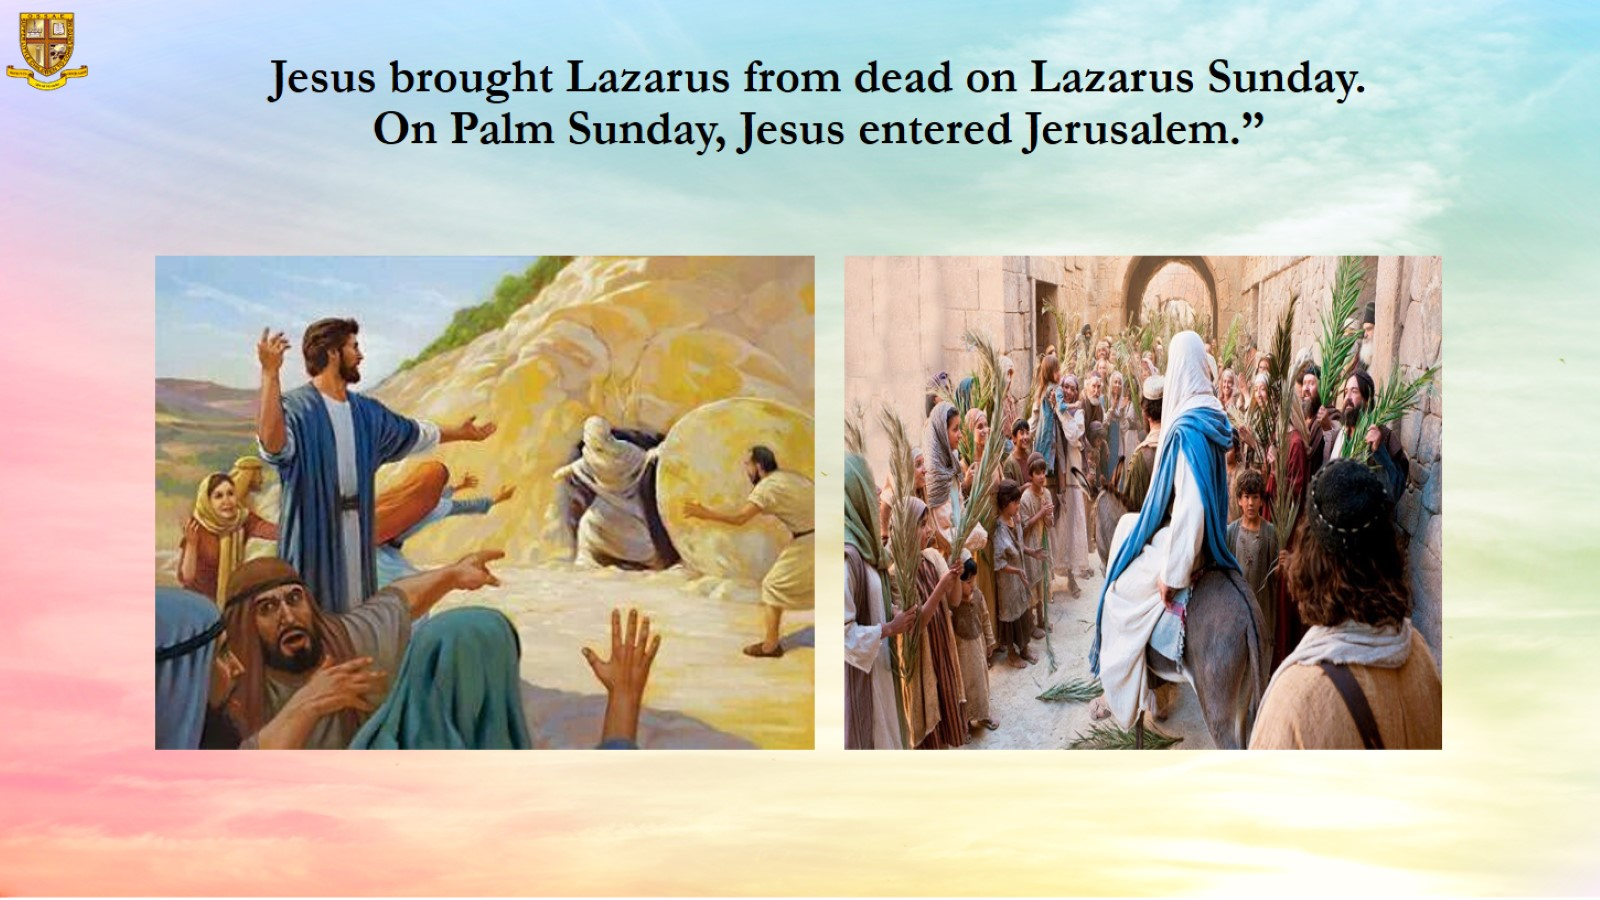 O.S.S.A.E.
Jesus brought Lazarus from dead on Lazarus Sunday.
On Palm Sunday, Jesus entered Jerusalem.”